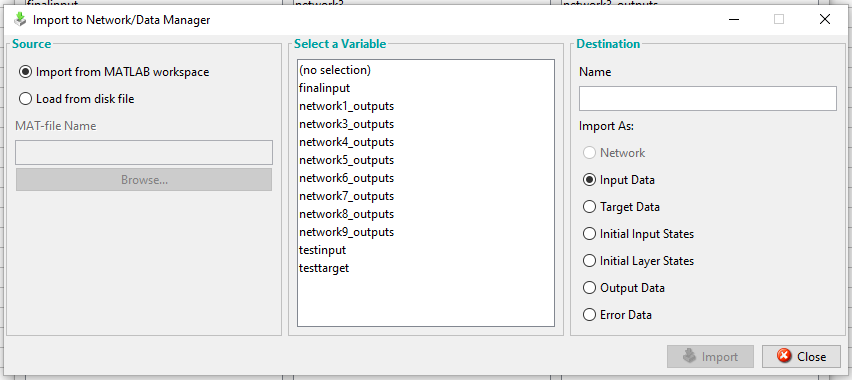 network3
network3_outputs
Import to Network/Data Manager
Source
Import from MATLAB workspace
Load from disk file
MAT-file Name
Browse...
Select a Variable
(no selection)
finalinput
network1_outputs
network3_outputs
network4_outputs
network5_outputs
network6_outputs
network7_outputs
network8_outputs
network9_outputs
testinput
testtarget
Destination
Name
Import As:
Network
Input Data
Target Data
Initial Input States
Initial Layer States
Output Data
Error Data
Import
Close